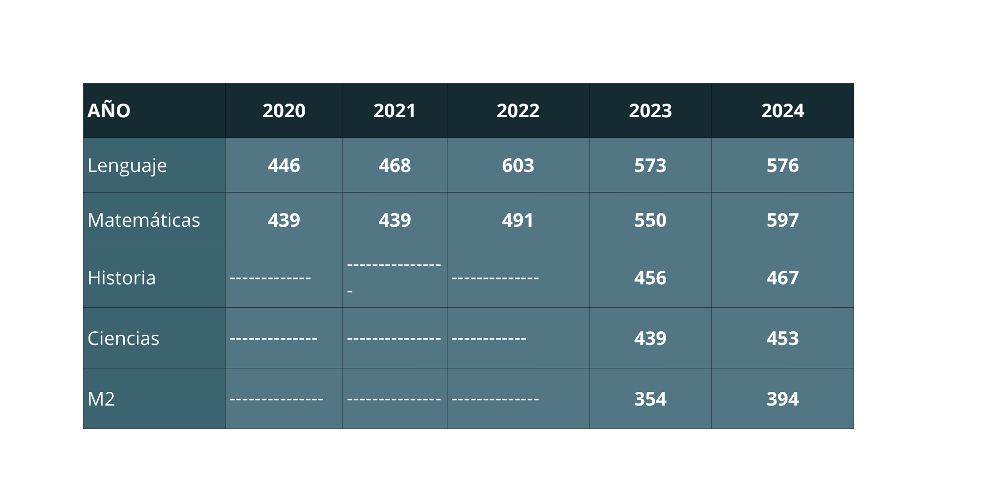 AÑO 2020 2021 2022 2023 2024
Lenguaje 446 468 603 573 576
Matemáticas 439 439 491 550 597
Historia ------------- --------------- -------------- 456 467
-
Ciencias -------------- --------------- ------------ 439 453
M2 --------------- --------------- -------------- 354 394